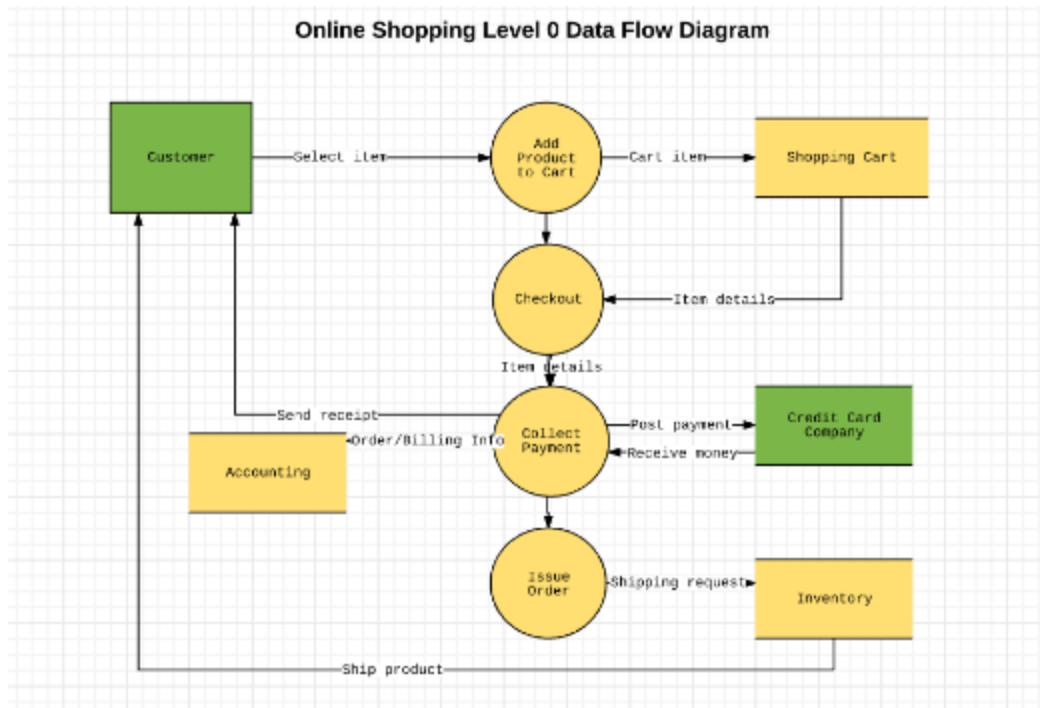 Online Shopping Level 0 Data Flow Diagram
Customer
Select item
Add
Product
to Cart
Cart item
Shopping Cart
Checkout
Item details
Item details
Send receipt
Order/Billing Info
Accounting
Collect
Payment
Post payment
Receive money
Credit Card
Company
Issue
Order
Shipping request
Inventory
Ship product